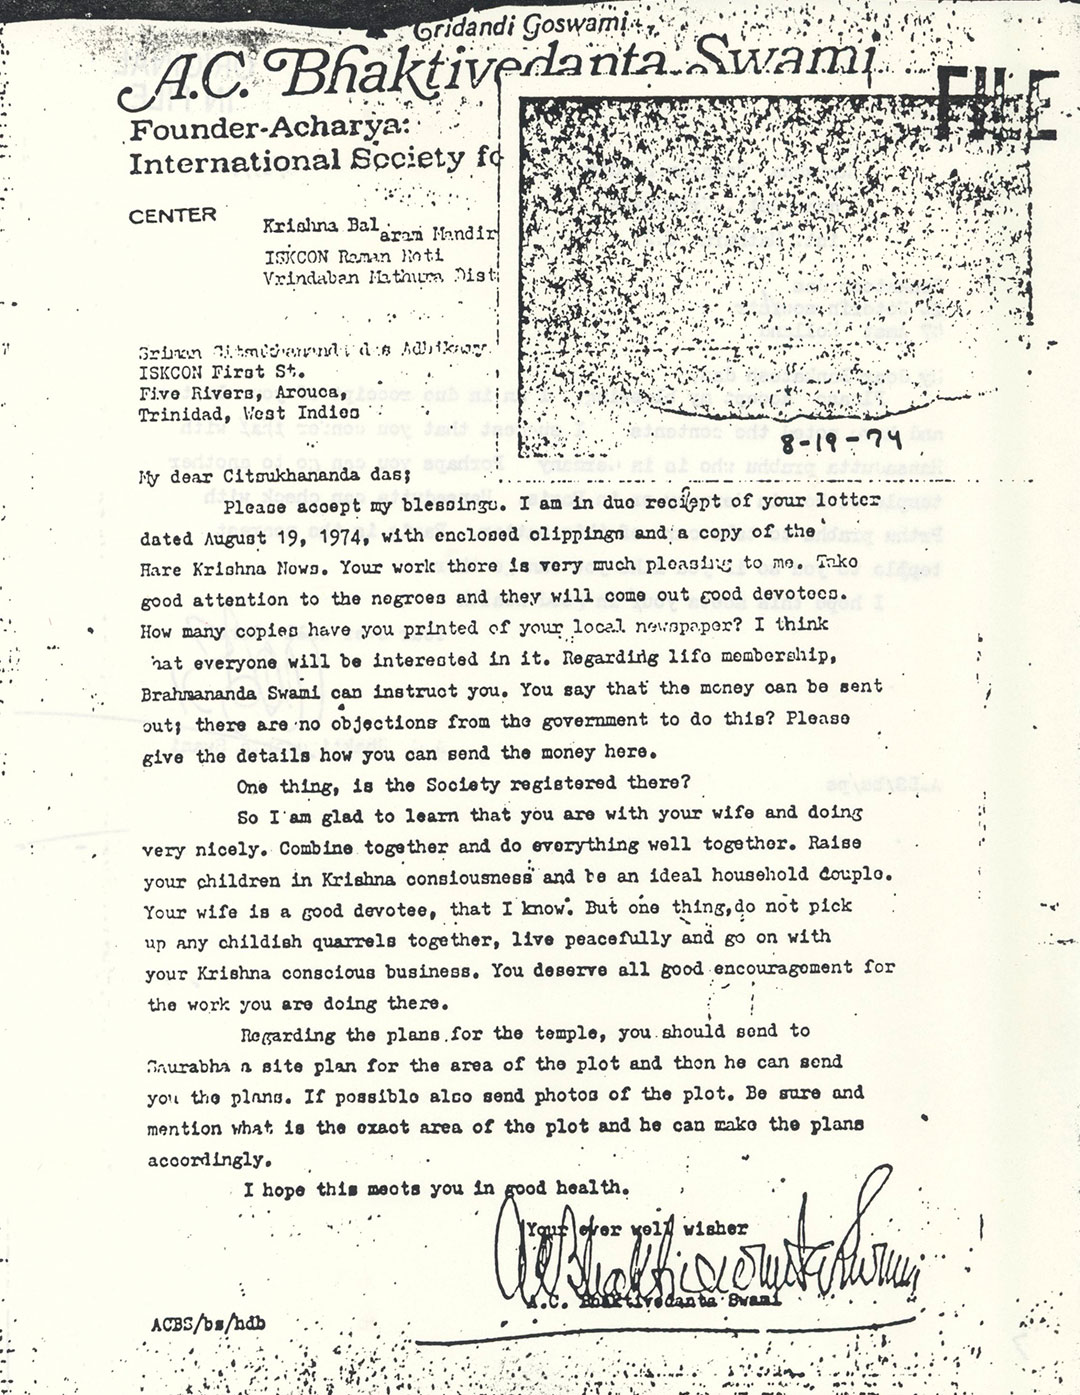 Tridandi Goswami
A.C. Bhaktivedanta Swami
FILE
Founder-Acharya:
International Society fo
CENTER
Krishna Balaram Mandir
ISKCON Raman Reti
Vrindaban Mathura Dist
Sriman Citsukhananda das Adhikary
ISKCON First St.
Five Rivers, Arouca,
Trinidad, West Indies
8-19-74
My dear Citsukhananda das;
Please accept my blessings. I am in due reciept of your letter
dated August 19, 1974, with enclosed clippings and a copy of the
Hare Krishna News. Your work there is very much pleasing to me. Take
good attention to the negroes and they will come out good devotees.
How many copies have you printed of your local newspaper? I think
hat everyone will be interested in it. Regarding life membership,
Brahmananda Swami can instruct you. You say that the money can be sent
out; there are no objections from the government to do this? Please
give the details how you can send the money here.
One thing, is the Society registered there?
So I am glad to learn that you are with your wife and doing
very nicely. Combine together and do everything well together. Raise
your children in Krishna consiousness and be an ideal household couple.
Your wife is a good devotee, that I know. But one thing, do not pick
up any childish quarrels together, live peacefully and go on with
your Krishna conscious business. You deserve all good encouragement for
the work you are doing there.
Regarding the plans for the temple, you should send to
Saurabha a site plan for the area of the plot and then he can send
you the plans. If possible also send photos of the plot. Be sure and
mention what is the exact area of the plot and he can make the plans
accordingly.
I hope this meets you in good health.
Your ever well wisher
A.C. Bhaktivedanta Swami
A.C. Bhaktivedanta Swami
ACBS/bs/hdb